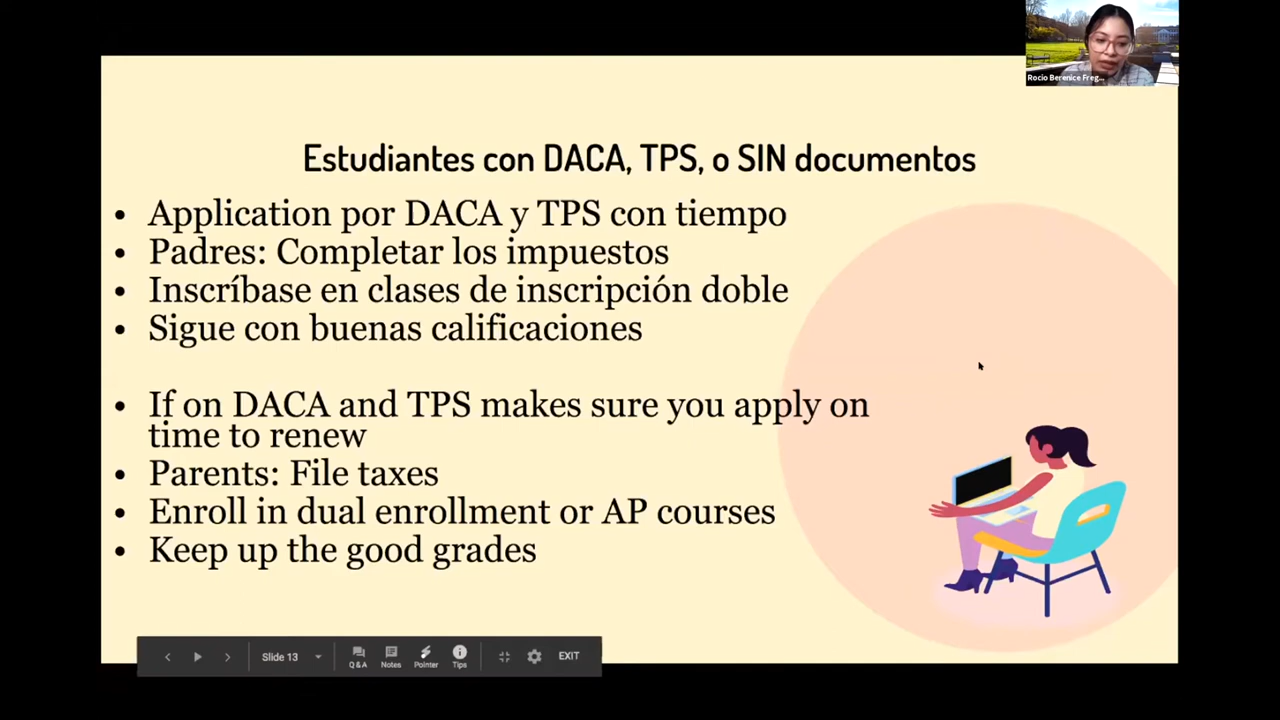 Rocio Berenice Freg...
Estudiantes con DACA, TPS, o SIN documentos
• Application por DACA y TPS con tiempo
• Padres: Completar los impuestos
• Inscríbase en clases de inscripción doble
• Sigue con buenas calificaciones
• If on DACA and TPS makes sure you apply on
time to renew
• Parents: File taxes
• Enroll in dual enrollment or AP courses
• Keep up the good grades
Slide 13
Q & A
Notes
Pointer
Tips
EXIT